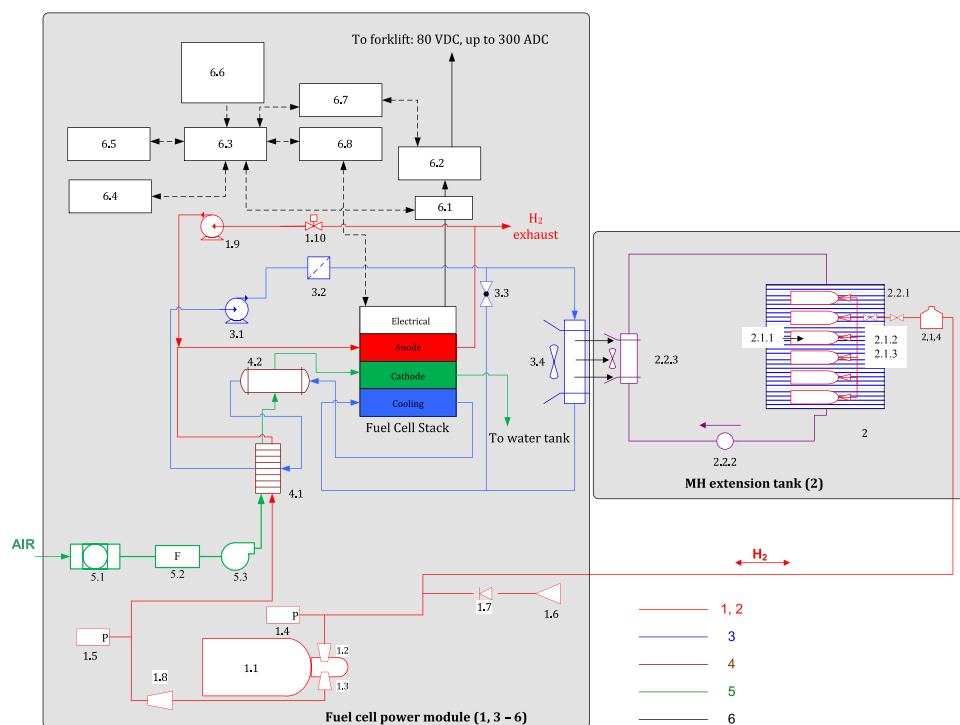 To forklift: 80 VDC, up to 300 ADC
6.6
6.7
6.5
6.3
6.8
6.2
6.4
6.1
H2
exhaust
1.9
1.10
3.2
3.3
3.1
2.2.1
Electrical
Anode
Cathode
Cooling
Fuel Cell Stack
4.2
3.4
2.2.3
2.1.1
2.1.2
2.1.3
2,1,4
To water tank
2.2.2
2
MH extension tank (2)
4.1
AIR
5.1
F
5.2
5.3
H2
1.7
1.6
P
1.4
P
1.5
1.2
1.1
1.3
1.8
Fuel cell power module (1, 3 – 6)
1, 2
3
4
5
6